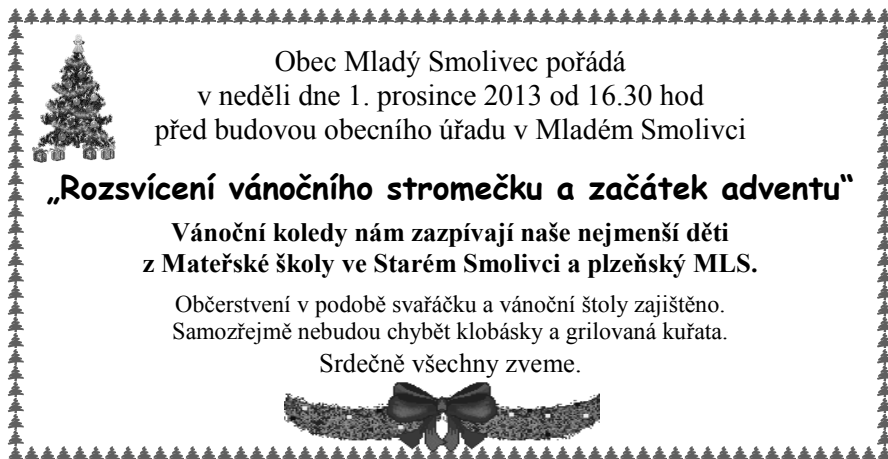 Obec Mladý Smolivec pořádá
v neděli dne 1. prosince 2013 od 16.30 hod
před budovou obecního úřadu v Mladém Smolivci
„Rozsvícení vánočního stromečku a začátek adventu“
Vánoční koledy nám zazpívají naše nejmenší děti
z Mateřské školy ve Starém Smolivci a plzeňský MLS.
Občerstvení v podobě svařáčku a vánoční štoly zajištěno.
Samozřejmě nebudou chybět klobásky a grilovaná kuřata.
Srdečně všechny zveme.